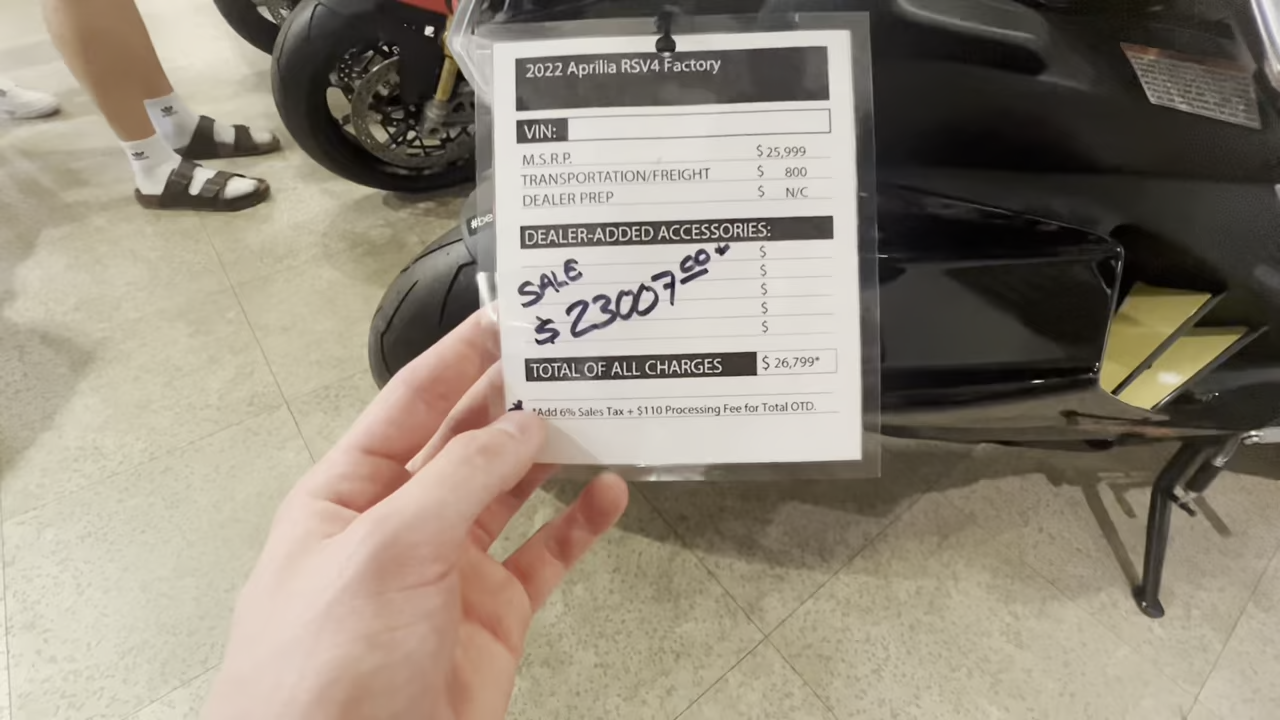 2022 Aprilia RSV4 Factory
VIN:
M.S.R.P. $ 25,999
TRANSPORTATION/FREIGHT $ 800
DEALER PREP $ N/C
#be
DEALER-ADDED ACCESSORIES:
$
$
$
$
$
SALE
$ 23007.00*
TOTAL OF ALL CHARGES $ 26,799*
*Add 6% Sales Tax + $110 Processing Fee for Total OTD.